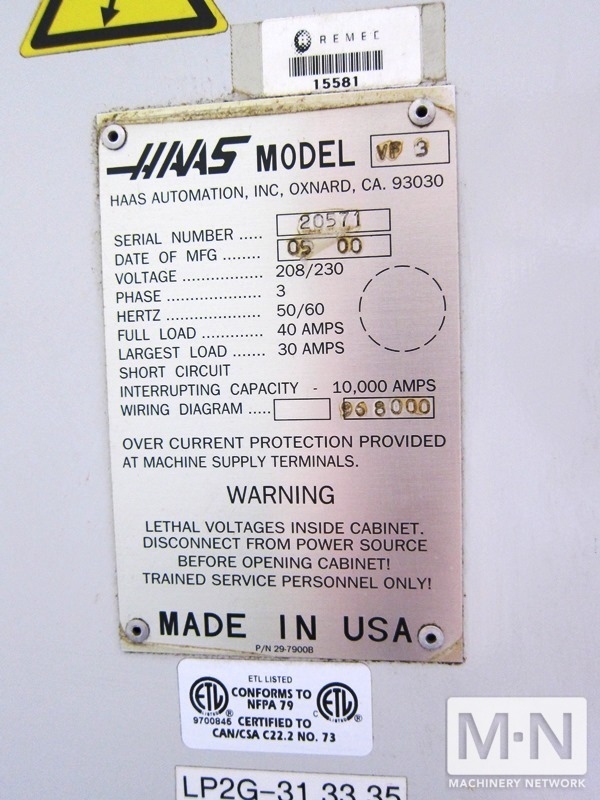 REMEC
15581
HAAS MODEL VF 3
HAAS AUTOMATION, INC, OXNARD, CA. 93030
SERIAL NUMBER ..... 20571
DATE OF MFG ........ 05 00
VOLTAGE .................... 208/230
PHASE ........................ 3
HERTZ ........................ 50/60
FULL LOAD ................. 40 AMPS
LARGEST LOAD ....... 30 AMPS
SHORT CIRCUIT
INTERRUPTING CAPACITY - 10,000 AMPS
WIRING DIAGRAM ..... 968000
OVER CURRENT PROTECTION PROVIDED
AT MACHINE SUPPLY TERMINALS.
WARNING
LETHAL VOLTAGES INSIDE CABINET.
DISCONNECT FROM POWER SOURCE
BEFORE OPENING CABINET!
TRAINED SERVICE PERSONNEL ONLY!
MADE IN USA
P/N 29-7900B
ETL LISTED
CONFORMS TO
NFPA 79
ETL
ETL
C
9700845
CERTIFIED TO
CAN/CSA C22.2 NO. 73
LP2G-31,33,35
M·N
MACHINERY NETWORK